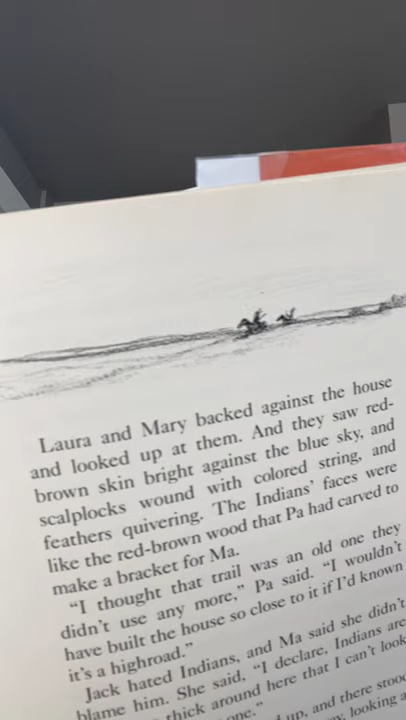 Laura and Mary backed against the house
and looked up at them. And they saw red-
brown skin bright against the blue sky, and
scalplocks wound with colored string, and
feathers quivering. The Indians' faces were
like the red-brown wood that Pa had carved to
make a bracket for Ma.
"I thought that trail was an old one they
didn't use any more," Pa said. "I wouldn't
have built the house so close to it if I'd known
it's a highroad."
Jack hated Indians, and Ma said she didn't
blame him. She said, "I declare, Indians are
thick around here that I can't look
up, and there stood
looking a